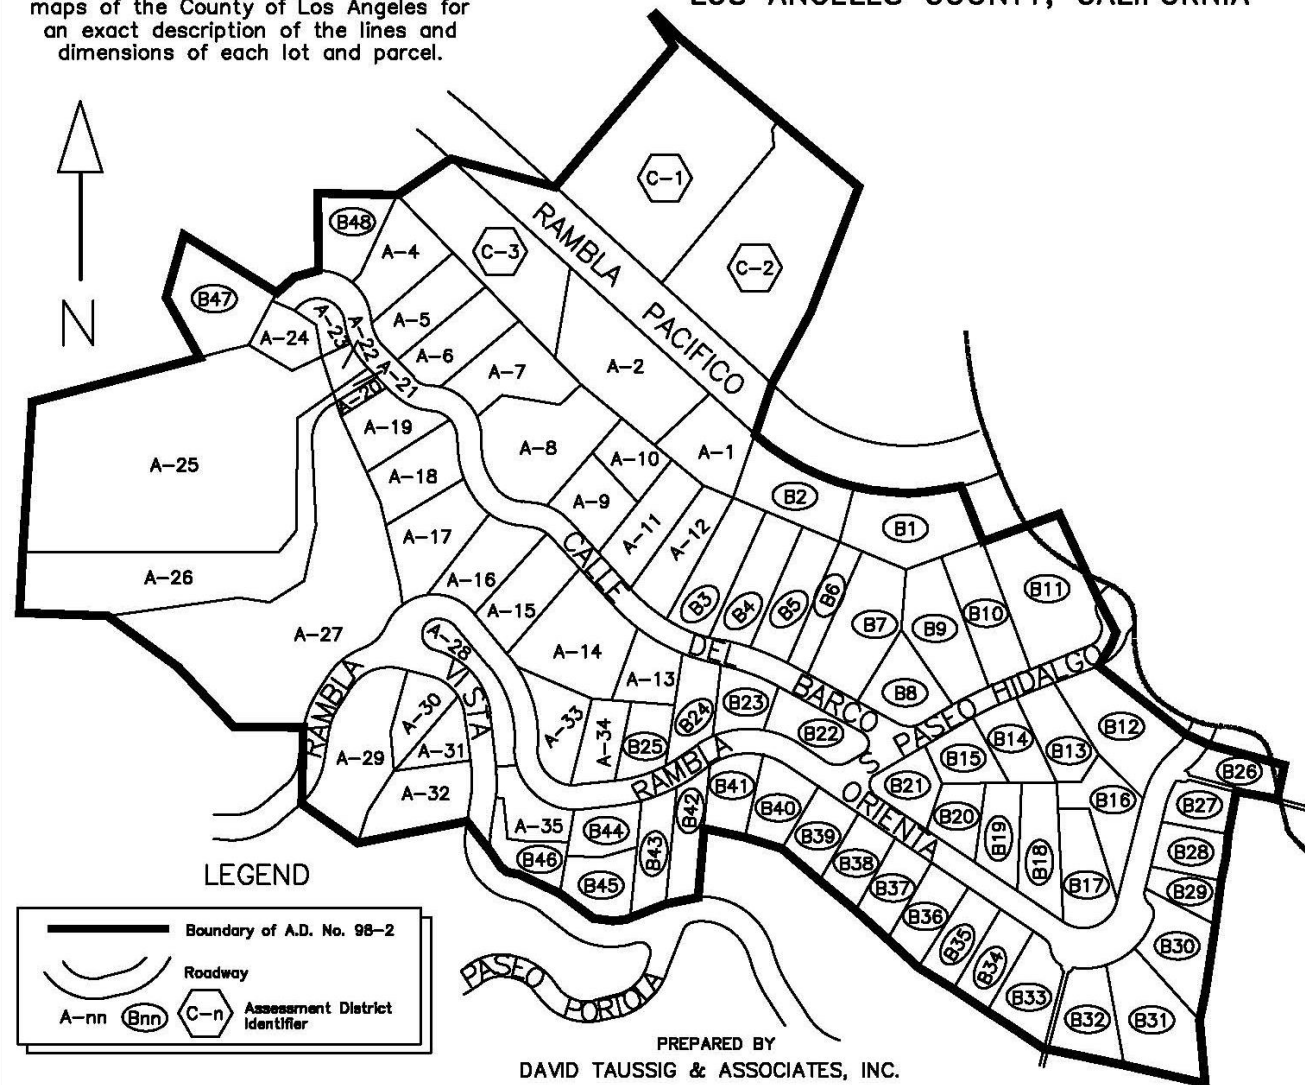 maps of the County of Los Angeles for
an exact description of the lines and
dimensions of each lot and parcel.
LOS ANGELES COUNTY, CALIFORNIA
N
C-1
C-2
C-3
RAMBLA PACIFICO
B48
B47
A-4
A-5
A-6
A-7
A-24
A-23
A-22
A-21
A-20
A-2
A-19
A-8
A-10
A-1
A-25
A-18
A-9
A-11
A-12
B2
B1
A-17
CALLE DEL BARCO
A-26
A-16
A-15
B3
B4
B5
B6
B7
B9
B10
B11
A-27
A-28
A-14
A-13
B8
PASEO HIDALGO
RAMBLA VISTA
A-30
A-31
A-29
A-32
A-33
A-34
B25
B24
B23
B22
B15
B14
B13
B12
RAMBLA ORIENTA
B21
B20
B19
B18
B16
B17
B26
B27
B28
B29
B30
B31
B32
B33
B34
B35
B36
B37
B38
B39
B40
B41
B42
B43
B44
A-35
B46
B45
S
PASEO PORTOLA
LEGEND
Boundary of A.D. No. 98-2
Roadway
A-nn Bnn C-n Assessment District
Identifier
PREPARED BY
DAVID TAUSSIG & ASSOCIATES, INC.